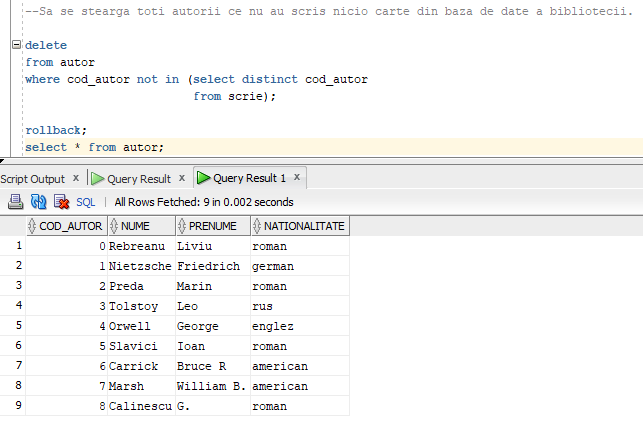 --Sa se stearga toti autorii ce nu au scris nicio carte din baza de date a bibliotecii.
delete
from autor
where cod_autor not in (select distinct cod_autor
from scrie);
rollback;
select * from autor;
Script Output x Query Result x Query Result 1 x
SQL All Rows Fetched: 9 in 0.002 seconds
COD_AUTOR NUME PRENUME NATIONALITATE
1 0 Rebreanu Liviu roman
2 1 Nietzsche Friedrich german
3 2 Preda Marin roman
4 3 Tolstoy Leo rus
5 4 Orwell George englez
6 5 Slavici Ioan roman
7 6 Carrick Bruce R american
8 7 Marsh William B. american
9 8 Calinescu G. roman